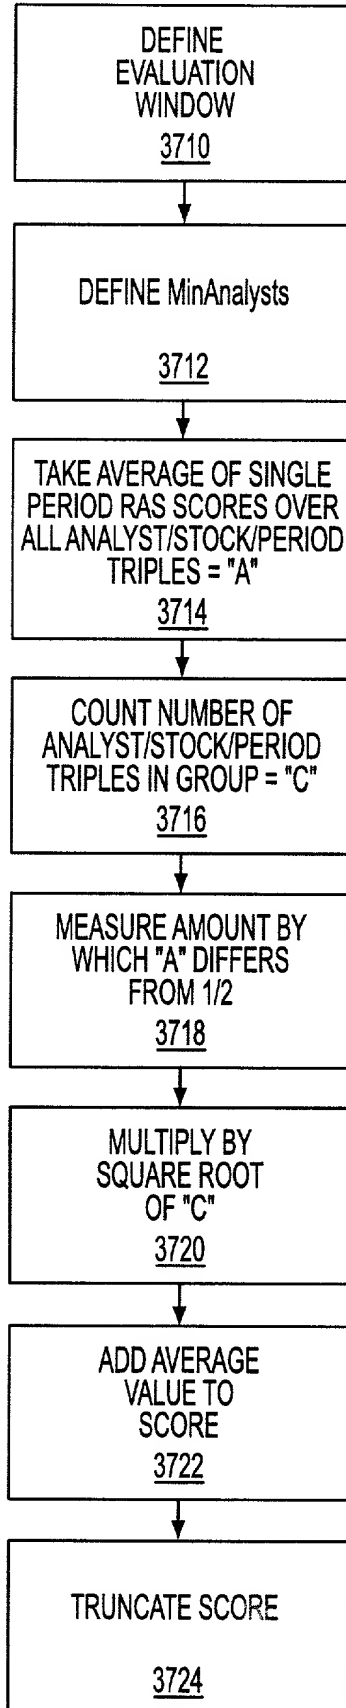 DEFINE
EVALUATION
WINDOW
3710
DEFINE MinAnalysts
3712
TAKE AVERAGE OF SINGLE
PERIOD RAS SCORES OVER
ALL ANALYST/STOCK/PERIOD
TRIPLES = "A"
3714
COUNT NUMBER OF
ANALYST/STOCK/PERIOD
TRIPLES IN GROUP = "C"
3716
MEASURE AMOUNT BY
WHICH "A" DIFFERS
FROM 1/2
3718
MULTIPLY BY
SQUARE ROOT
OF "C"
3720
ADD AVERAGE
VALUE TO
SCORE
3722
TRUNCATE SCORE
3724